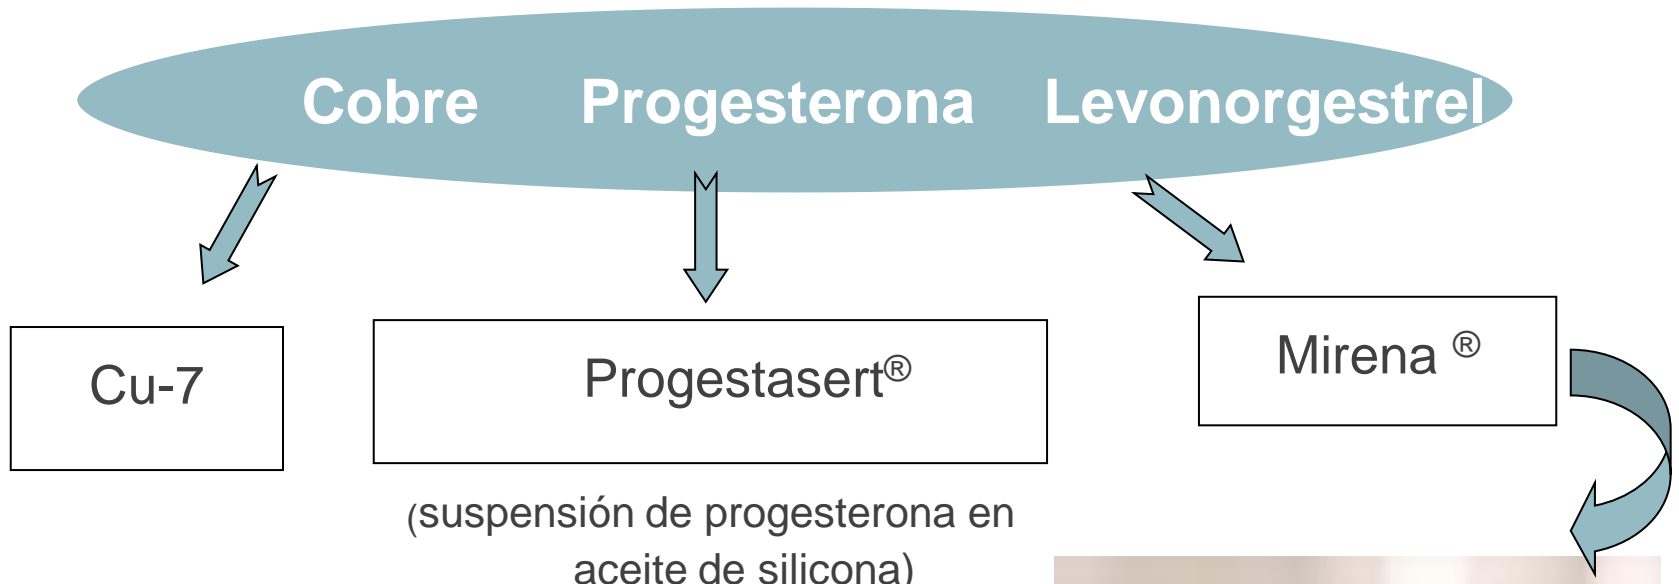 Cobre Progesterona Levonorgestrel
Cu-7
Progestasert®
Mirena ®
(suspensión de progesterona en
aceite de silicona)